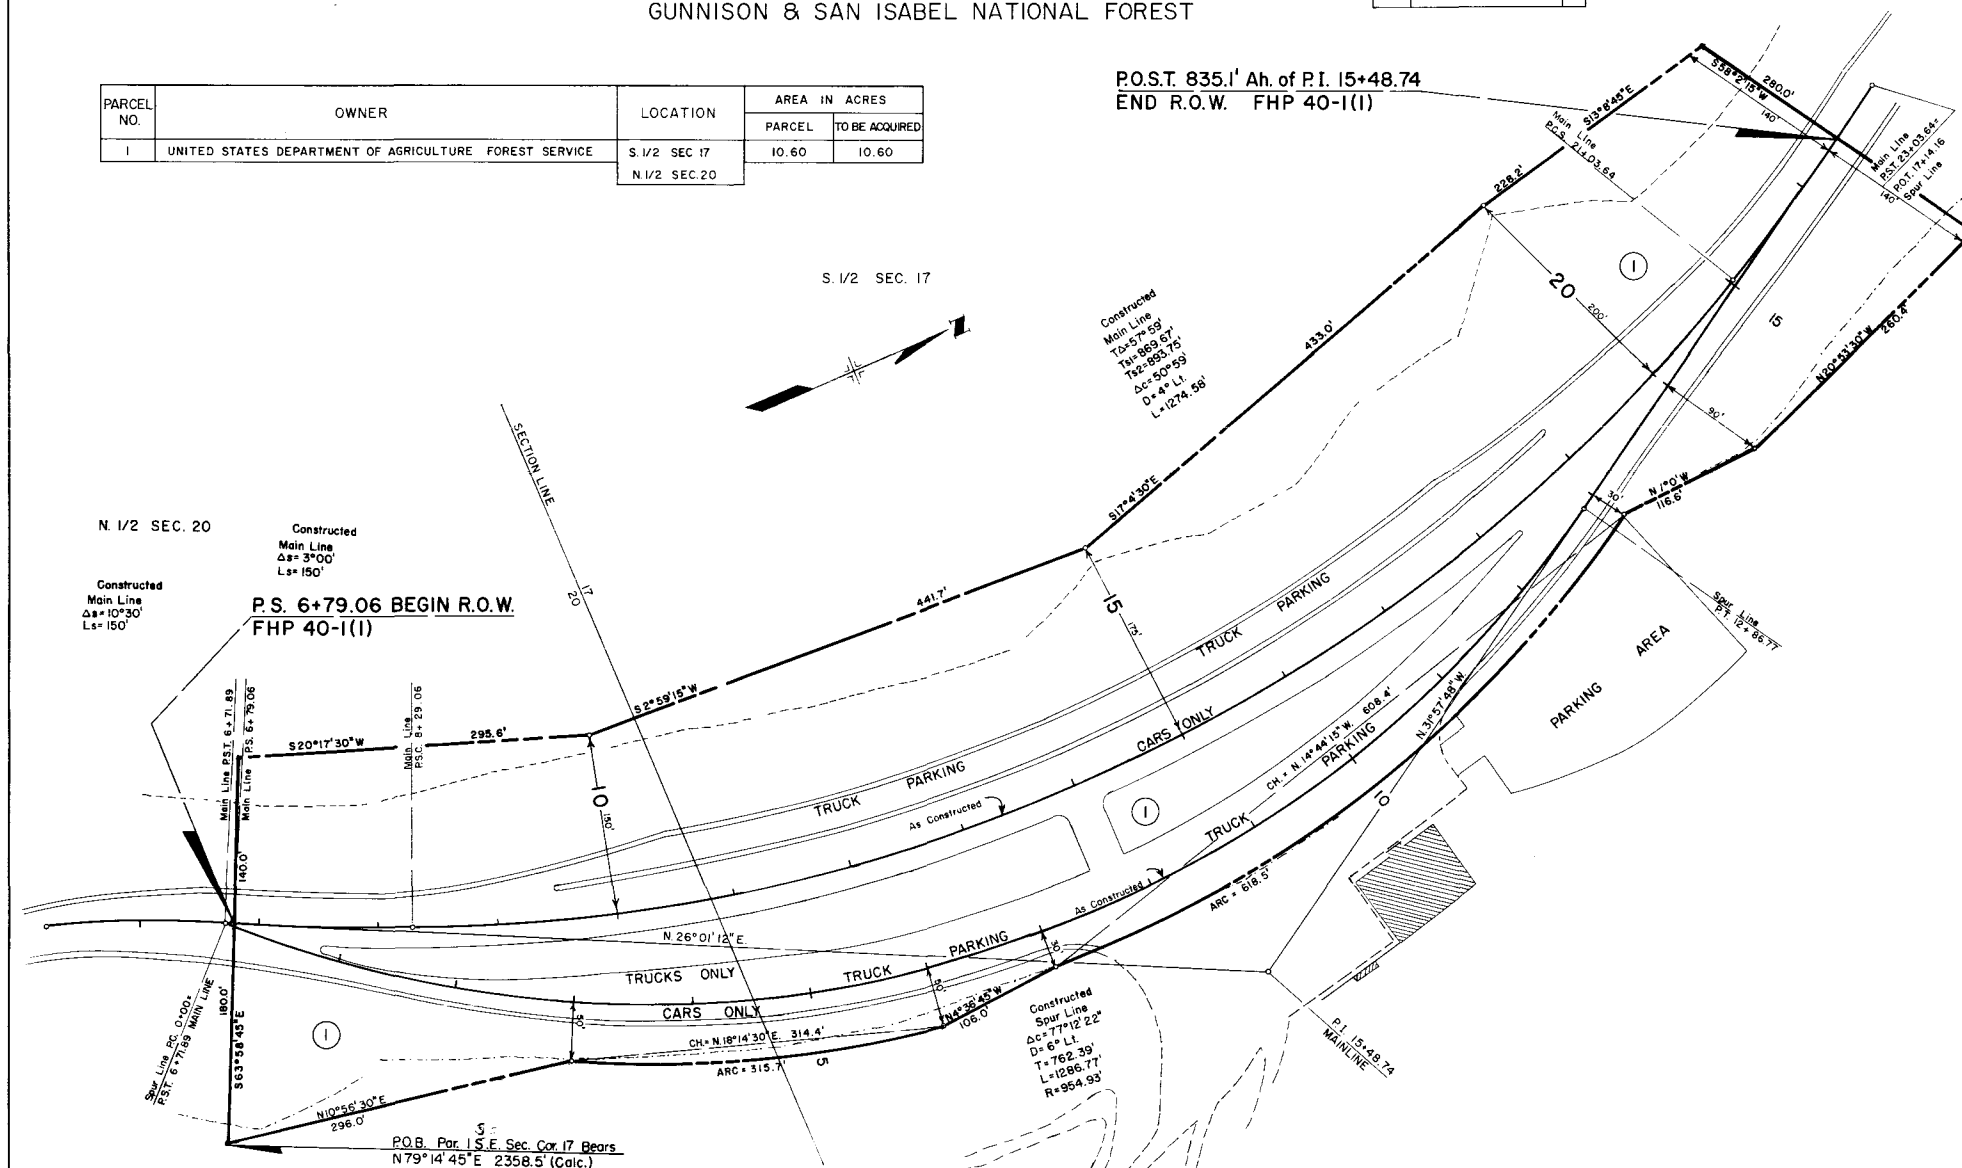 GUNNISON & SAN ISABEL NATIONAL FOREST
PARCEL NO.
OWNER
LOCATION
AREA IN ACRES
PARCEL
TO BE ACQUIRED
1
UNITED STATES DEPARTMENT OF AGRICULTURE FOREST SERVICE
S. 1/2 SEC 17
10.60
10.60
N. 1/2 SEC. 20
P.O.S.T. 835.1' Ah. of P.I. 15+48.74
END R.O.W. FHP 40-1(1)
S13°8'45"E
S58°2'15"W
280.0'
140'
Main Line
P.C.S. 21+03.64
Main Line
P.S.T. 23+03.64=
P.O.T. 17+14.16
Spur Line
140'
228.2'
S. 1/2 SEC. 17
Z
20
200'
1
15
Constructed
Main Line
T∆=57°59'
Ts1=869.67'
Ts2=893.75'
∆c=50°59'
D=4° Lt.
L=1274.58'
433.0'
N20°53'30"W
260.4'
90'
SECTION LINE
17
20
S17°4'30"E
30'
N7°0'W
116.6'
N. 1/2 SEC. 20
Constructed
Main Line
∆s= 3°00'
Ls= 150'
Constructed
Main Line
∆s= 10°30'
Ls= 150'
P.S. 6+79.06 BEGIN R.O.W.
FHP 40-1(1)
441.7'
15
175'
TRUCK PARKING
Spur Line
P.T. 12+86.77
AREA
PARKING
S2°59'15"W
S20°17'30"W
295.6'
Main Line P.S.T. 6+71.89
Main Line P.S. 6+79.06
Main Line
P.S.C. 8+29.06
10
150'
CARS ONLY
CH.= N.14°44'15"W. 608.4'
PARKING
N.31°57'48"W
TRUCK PARKING
As Constructed
1
TRUCK
10
140.0'
As Constructed
ARC = 618.5'
N. 26°01'12"E.
TRUCKS ONLY
TRUCK PARKING
30'
CARS ONLY
50'
50'
180.0'
S63°58'45"E
Spur Line P.C. 0+00=
P.S.T. 6+71.89 MAIN LINE
1
CH.= N.18°14'30"E. 314.4'
ARC = 315.7'
5
N4°36'45"W
106.0'
Constructed
Spur Line
∆c=77°12'22"
D=6° Lt.
T=762.39'
L=1286.77'
R=954.93'
P.I. 15+48.74
MAINLINE
N10°56'30"E
296.0'
S=
P.O.B. Par. 1 S.E. Sec. Cor. 17 Bears
N79°14'45"E 2358.5' (Calc.)